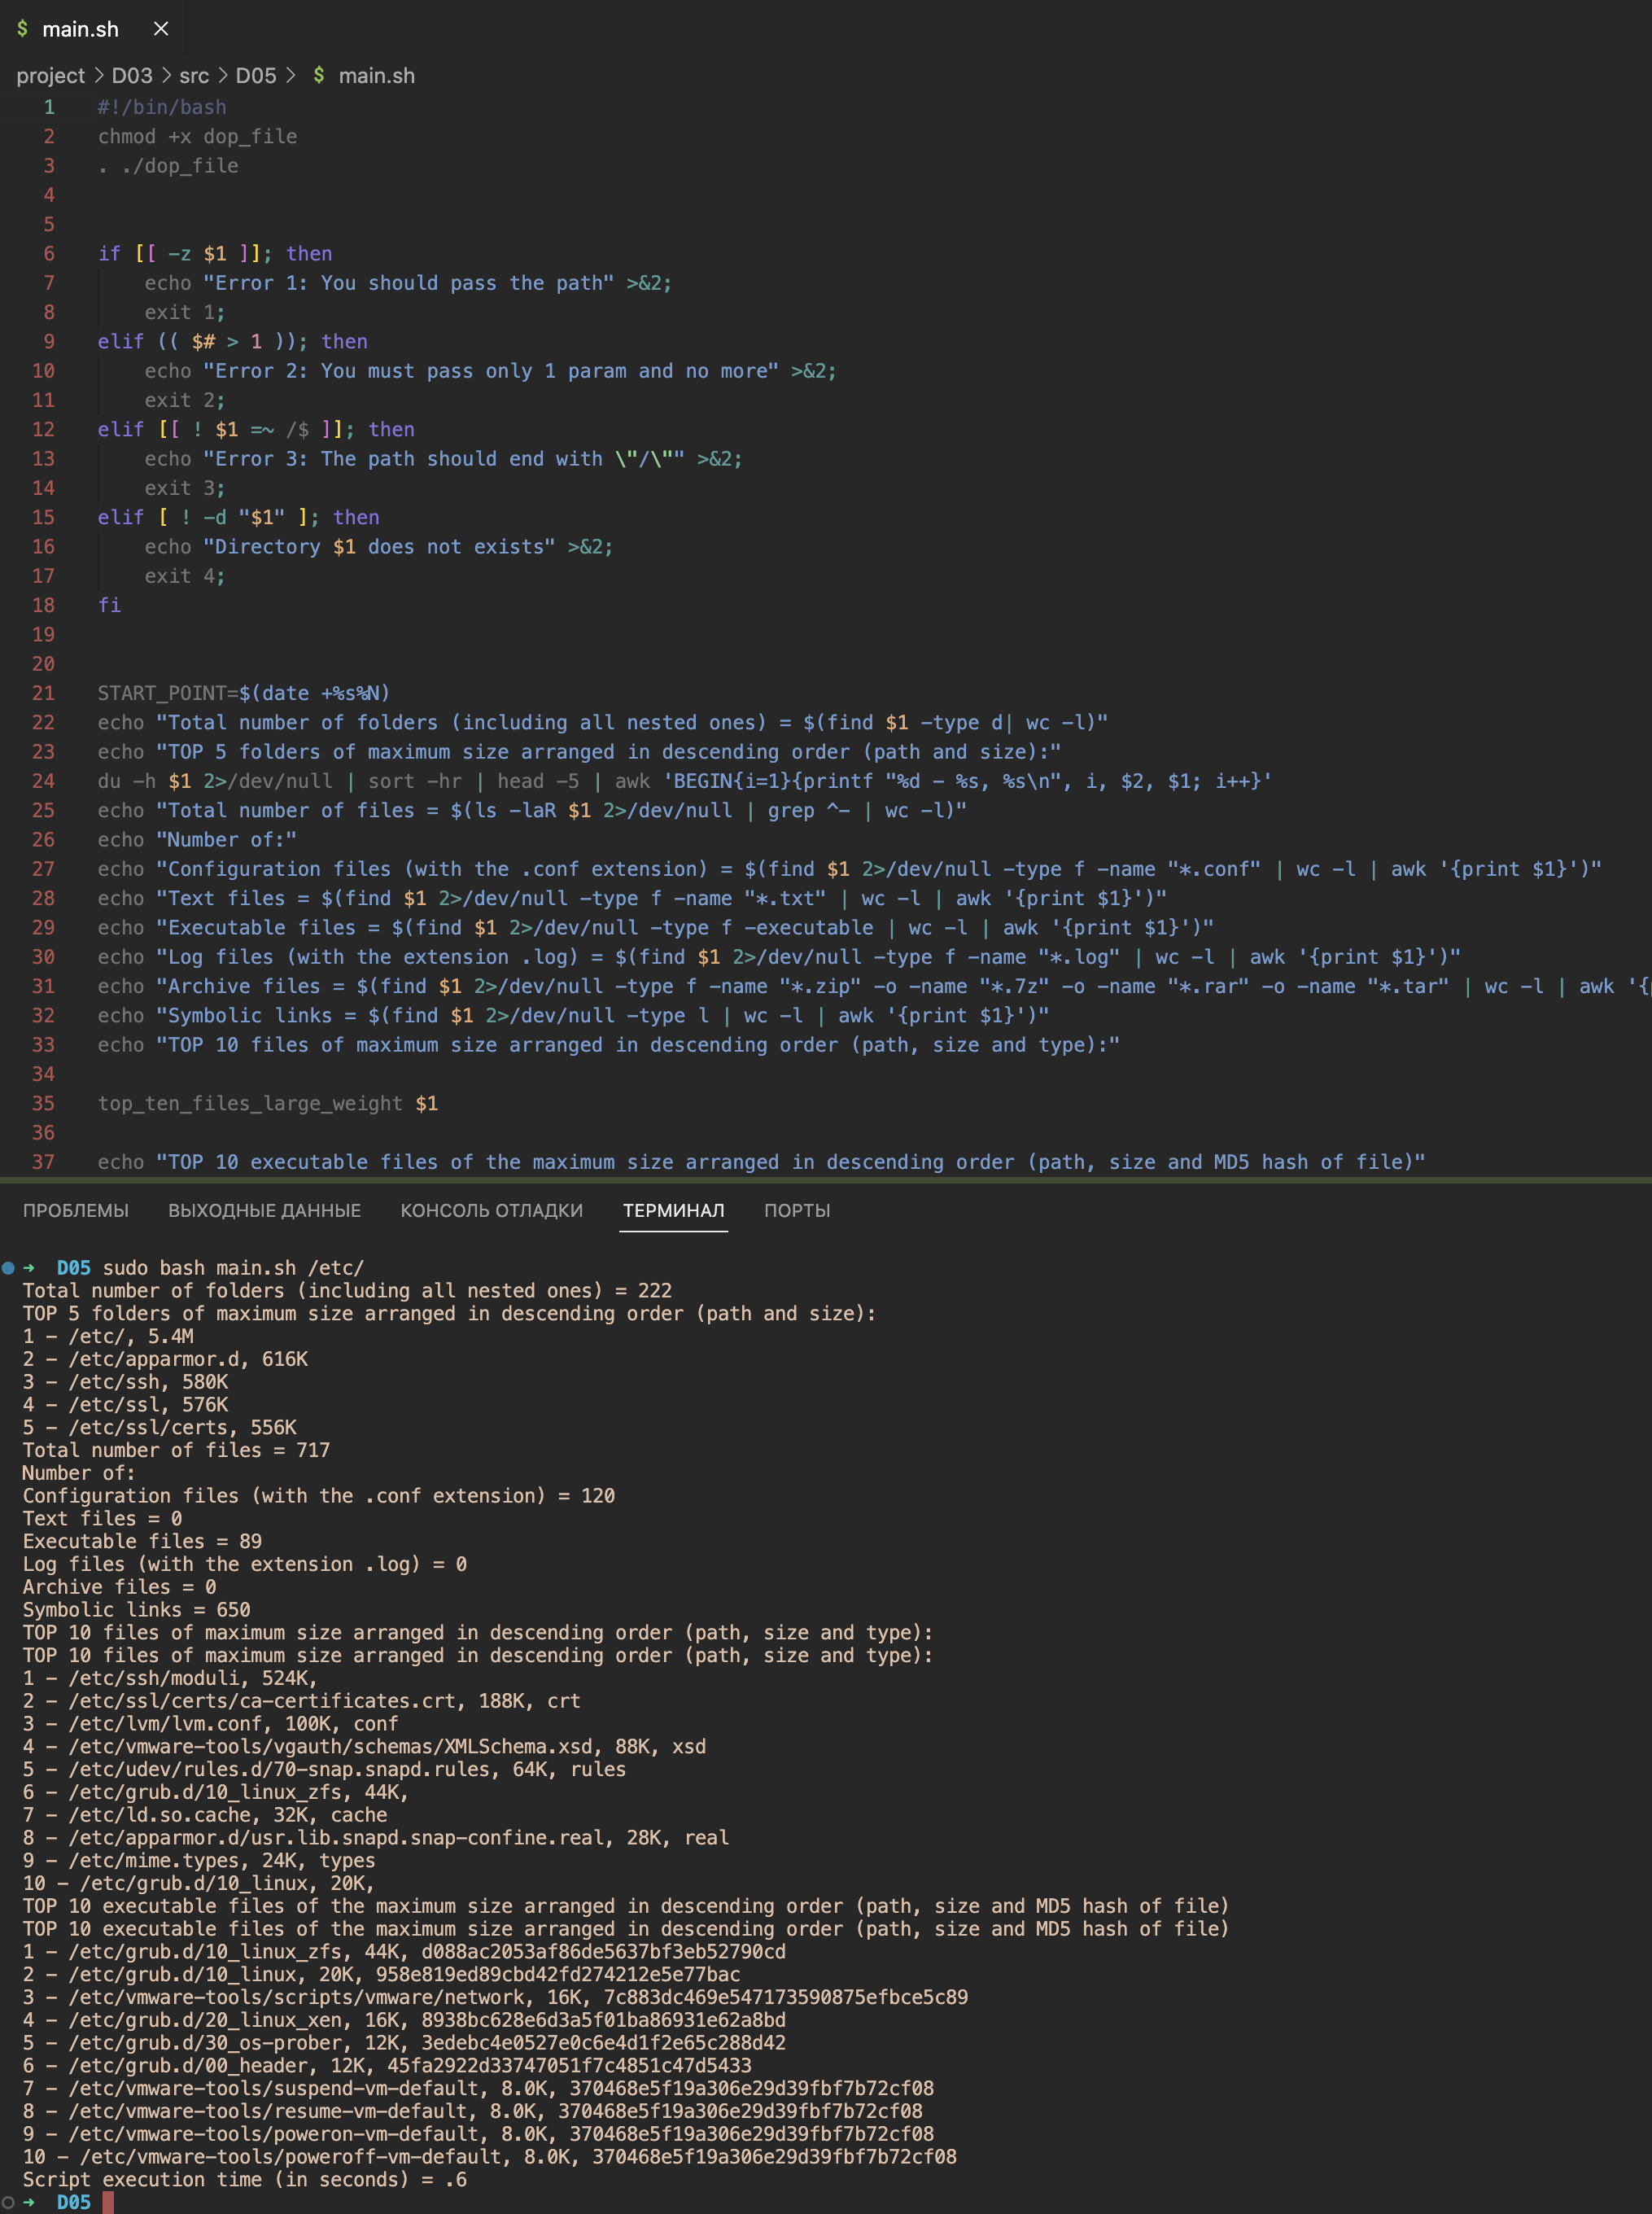 $ main.sh ×
project > D03 > src > D05 > $ main.sh
1 #!/bin/bash
2 chmod +x dop_file
3 . ./dop_file
4
5
6 if [[ -z $1 ]]; then
7     echo "Error 1: You should pass the path" >&2;
8     exit 1;
9 elif (( $# > 1 )); then
10     echo "Error 2: You must pass only 1 param and no more" >&2;
11     exit 2;
12 elif [[ ! $1 =~ /$ ]]; then
13     echo "Error 3: The path should end with \"/\"" >&2;
14     exit 3;
15 elif [ ! -d "$1" ]; then
16     echo "Directory $1 does not exists" >&2;
17     exit 4;
18 fi
19
20
21 START_POINT=$(date +%s%N)
22 echo "Total number of folders (including all nested ones) = $(find $1 -type d| wc -l)"
23 echo "TOP 5 folders of maximum size arranged in descending order (path and size):"
24 du -h $1 2>/dev/null | sort -hr | head -5 | awk 'BEGIN{i=1}{printf "%d - %s, %s\n", i, $2, $1; i++}'
25 echo "Total number of files = $(ls -laR $1 2>/dev/null | grep ^- | wc -l)"
26 echo "Number of:"
27 echo "Configuration files (with the .conf extension) = $(find $1 2>/dev/null -type f -name "*.conf" | wc -l | awk '{print $1}')"
28 echo "Text files = $(find $1 2>/dev/null -type f -name "*.txt" | wc -l | awk '{print $1}')"
29 echo "Executable files = $(find $1 2>/dev/null -type f -executable | wc -l | awk '{print $1}')"
30 echo "Log files (with the extension .log) = $(find $1 2>/dev/null -type f -name "*.log" | wc -l | awk '{print $1}')"
31 echo "Archive files = $(find $1 2>/dev/null -type f -name "*.zip" -o -name "*.7z" -o -name "*.rar" -o -name "*.tar" | wc -l | awk '{
32 echo "Symbolic links = $(find $1 2>/dev/null -type l | wc -l | awk '{print $1}')"
33 echo "TOP 10 files of maximum size arranged in descending order (path, size and type):"
34
35 top_ten_files_large_weight $1
36
37 echo "TOP 10 executable files of the maximum size arranged in descending order (path, size and MD5 hash of file)"
ПРОБЛЕМЫ ВЫХОДНЫЕ ДАННЫЕ КОНСОЛЬ ОТЛАДКИ ТЕРМИНАЛ ПОРТЫ
➜ D05 sudo bash main.sh /etc/
Total number of folders (including all nested ones) = 222
TOP 5 folders of maximum size arranged in descending order (path and size):
1 - /etc/, 5.4M
2 - /etc/apparmor.d, 616K
3 - /etc/ssh, 580K
4 - /etc/ssl, 576K
5 - /etc/ssl/certs, 556K
Total number of files = 717
Number of:
Configuration files (with the .conf extension) = 120
Text files = 0
Executable files = 89
Log files (with the extension .log) = 0
Archive files = 0
Symbolic links = 650
TOP 10 files of maximum size arranged in descending order (path, size and type):
TOP 10 files of maximum size arranged in descending order (path, size and type):
1 - /etc/ssh/moduli, 524K,
2 - /etc/ssl/certs/ca-certificates.crt, 188K, crt
3 - /etc/lvm/lvm.conf, 100K, conf
4 - /etc/vmware-tools/vgauth/schemas/XMLSchema.xsd, 88K, xsd
5 - /etc/udev/rules.d/70-snap.snapd.rules, 64K, rules
6 - /etc/grub.d/10_linux_zfs, 44K,
7 - /etc/ld.so.cache, 32K, cache
8 - /etc/apparmor.d/usr.lib.snapd.snap-confine.real, 28K, real
9 - /etc/mime.types, 24K, types
10 - /etc/grub.d/10_linux, 20K,
TOP 10 executable files of the maximum size arranged in descending order (path, size and MD5 hash of file)
TOP 10 executable files of the maximum size arranged in descending order (path, size and MD5 hash of file)
1 - /etc/grub.d/10_linux_zfs, 44K, d088ac2053af86de5637bf3eb52790cd
2 - /etc/grub.d/10_linux, 20K, 958e819ed89cbd42fd274212e5e77bac
3 - /etc/vmware-tools/scripts/vmware/network, 16K, 7c883dc469e547173590875efbce5c89
4 - /etc/grub.d/20_linux_xen, 16K, 8938bc628e6d3a5f01ba86931e62a8bd
5 - /etc/grub.d/30_os-prober, 12K, 3edebc4e0527e0c6e4d1f2e65c288d42
6 - /etc/grub.d/00_header, 12K, 45fa2922d33747051f7c4851c47d5433
7 - /etc/vmware-tools/suspend-vm-default, 8.0K, 370468e5f19a306e29d39fbf7b72cf08
8 - /etc/vmware-tools/resume-vm-default, 8.0K, 370468e5f19a306e29d39fbf7b72cf08
9 - /etc/vmware-tools/poweron-vm-default, 8.0K, 370468e5f19a306e29d39fbf7b72cf08
10 - /etc/vmware-tools/poweroff-vm-default, 8.0K, 370468e5f19a306e29d39fbf7b72cf08
Script execution time (in seconds) = .6
➜ D05